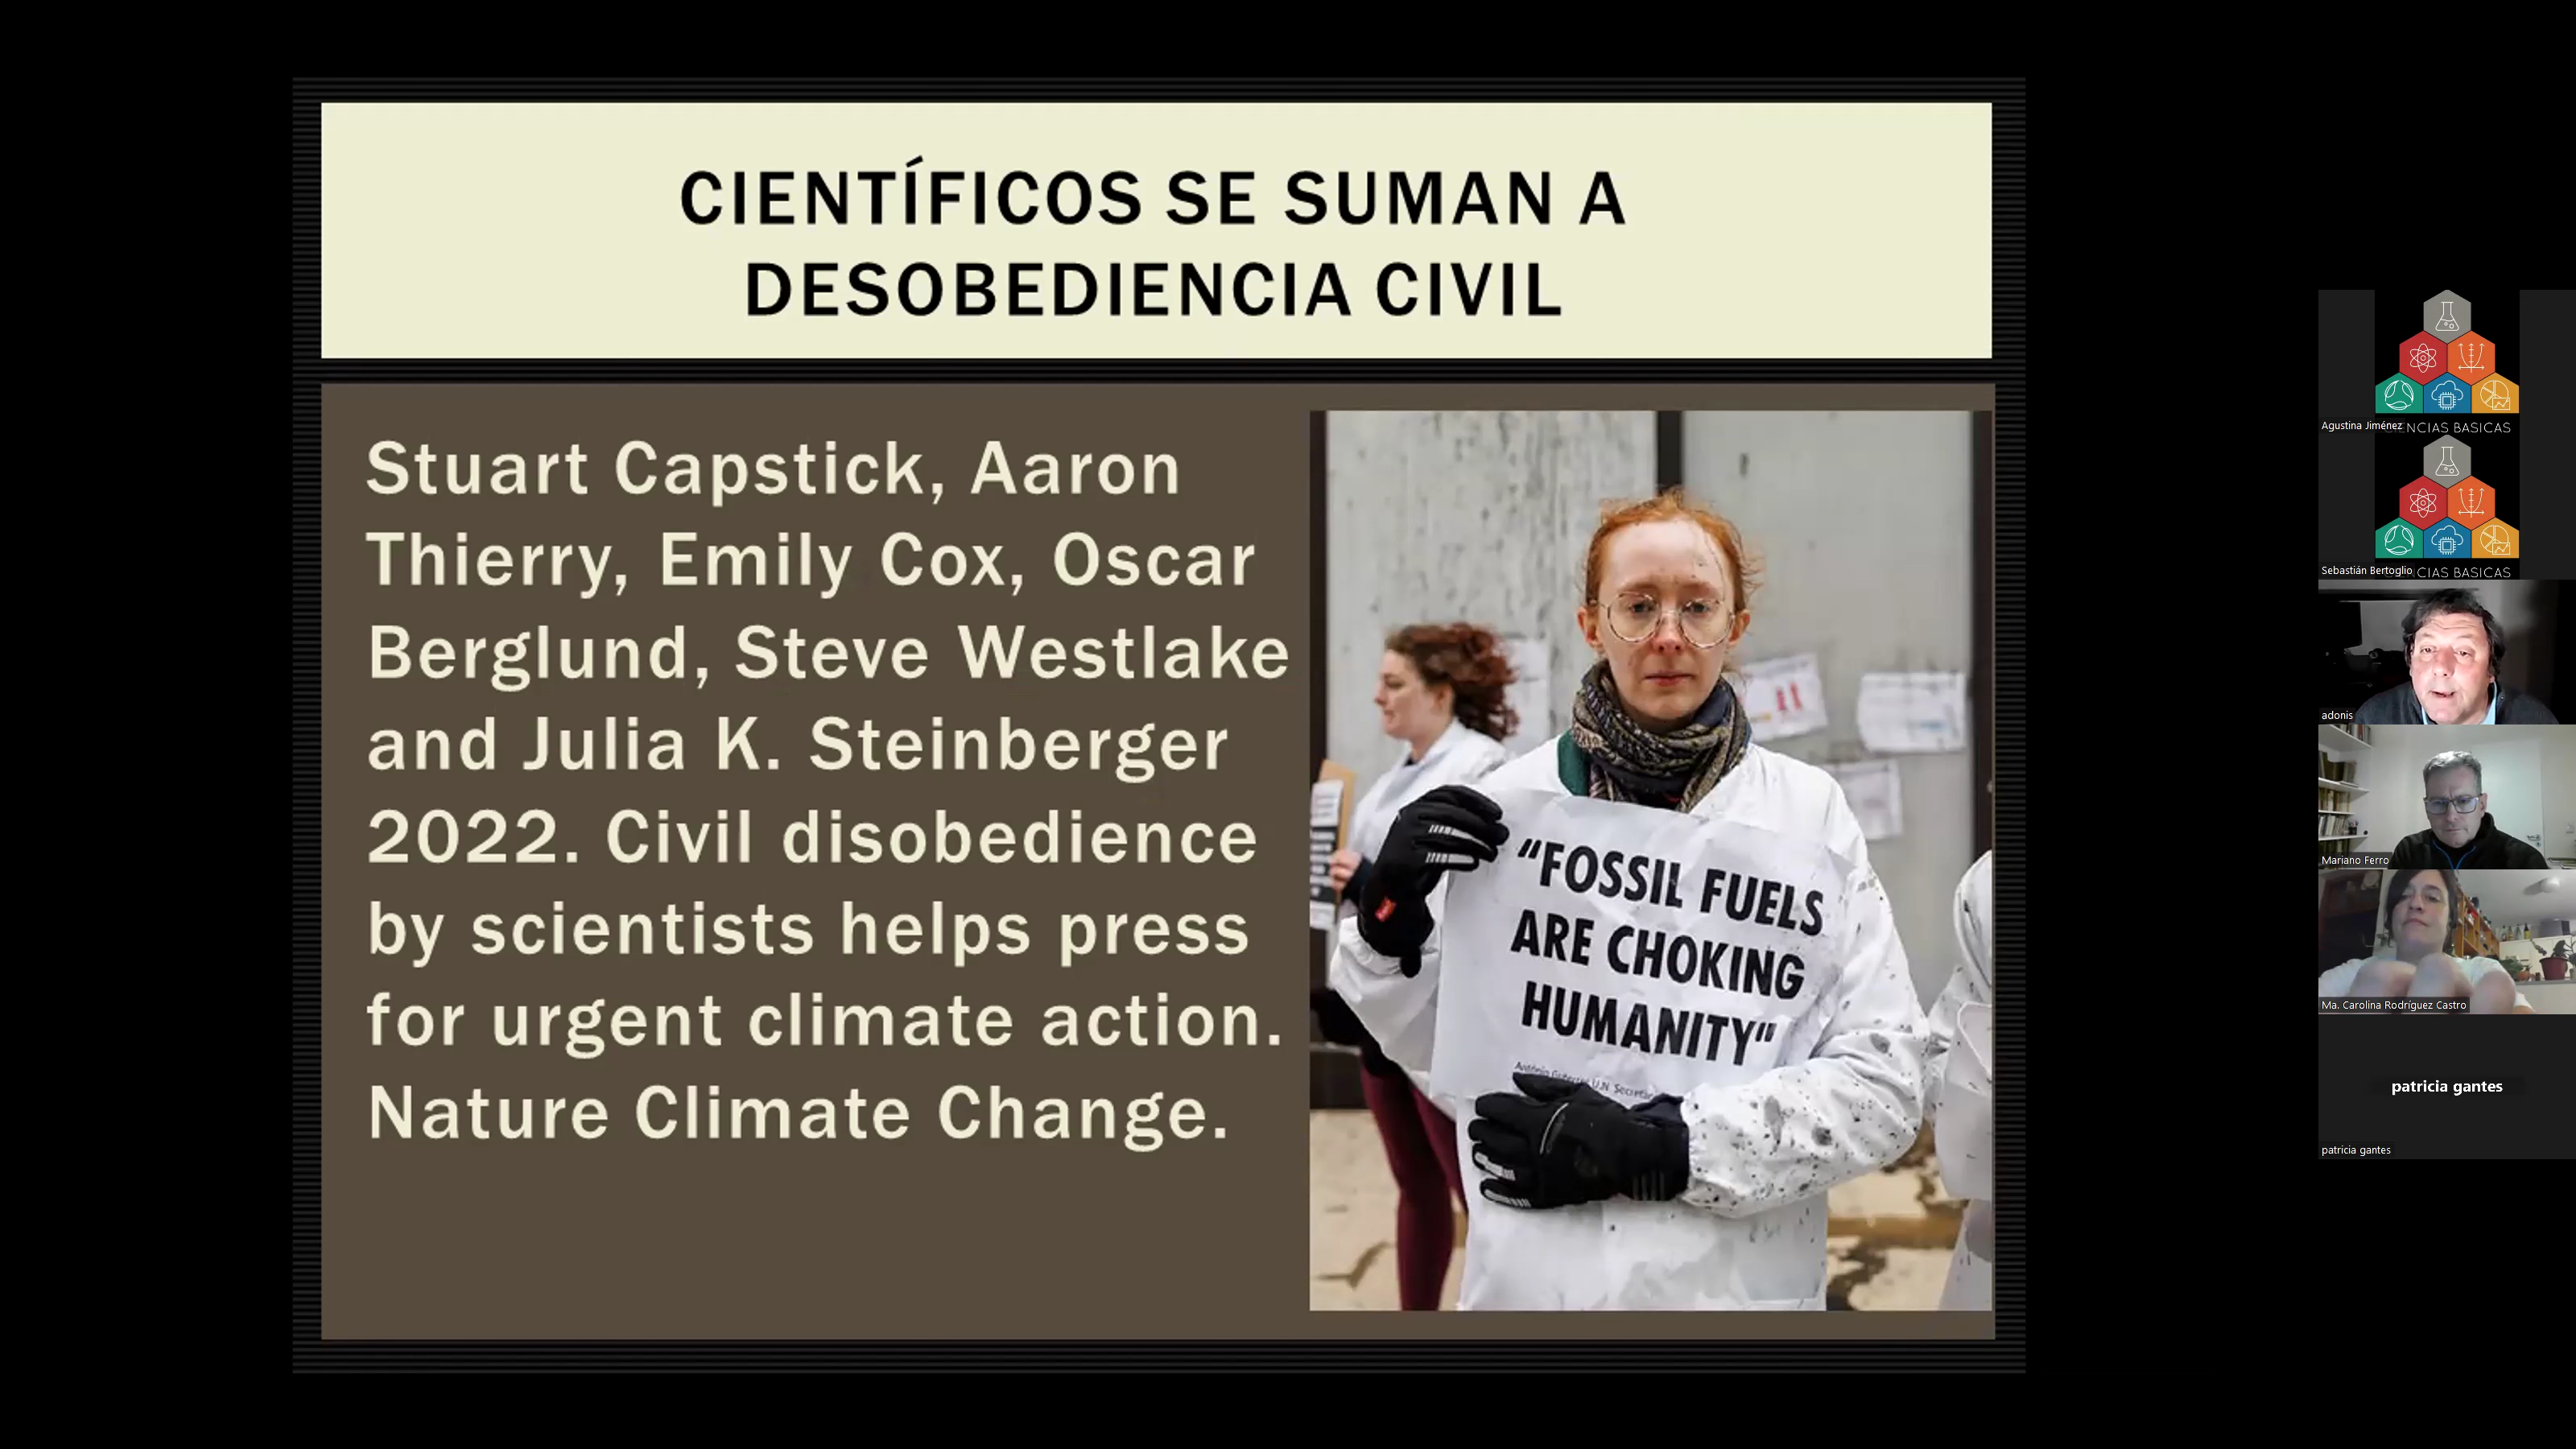 CIENTÍFICOS SE SUMAN A
DESOBEDIENCIA CIVIL
Stuart Capstick, Aaron
Thierry, Emily Cox, Oscar
Berglund, Steve Westlake
and Julia K. Steinberger
2022. Civil disobedience
by scientists helps press
for urgent climate action.
Nature Climate Change.
“FOSSIL FUELS
ARE CHOKING
HUMANITY"
U.N.
Agustina Jiménez
NCIAS BASICAS
Sebastián Bertoglio
CIAS BASICAS
adonis
Mariano Ferro
Ma. Carolina Rodríguez Castro
patricia gantes
patricia gantes